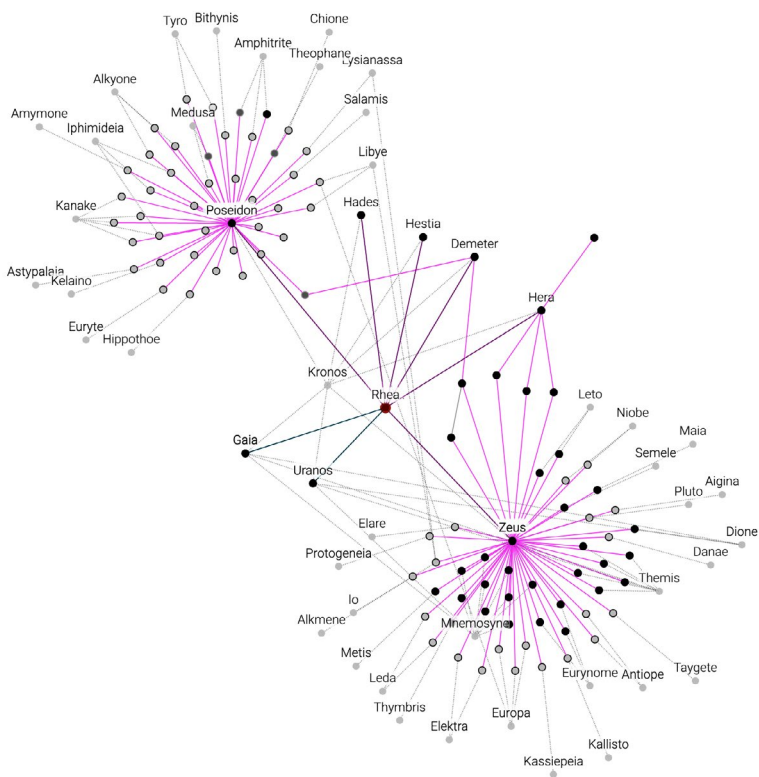 Chione
Tyro
Bithynis
Amphitrite
Theophane
Lysianassa
Alkyone
Salamis
Medusa
Amymone
Iphimideia
Libye
Hades
Kanake
Poseidon
Hestia
Demeter
Astypalaia
Kelaino
Hera
Euryte
Hippothoe
Kronos
Rhea
Leto
Niobe
Gaia
Maia
Semele
Uranos
Aigina
Pluto
Elare
Zeus
Dione
Protogeneia
Danae
Themis
Io
Alkmene
Mnemosyne
Metis
Leda
Eurynome
Antiope
Taygete
Thymbris
Europa
Elektra
Kallisto
Kassiepeia